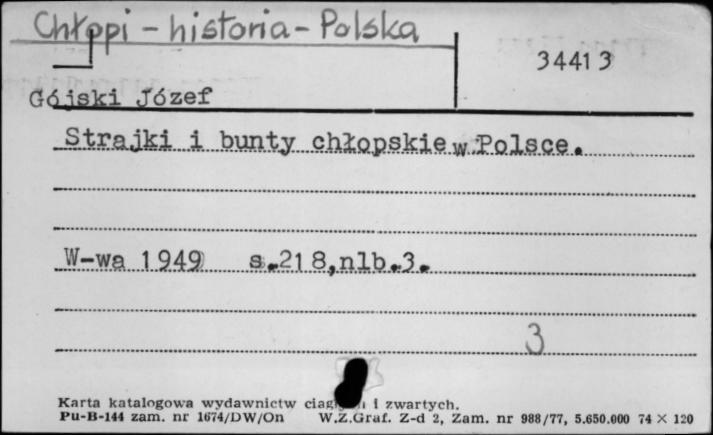 Chłopi - historia - Polska
34413
Gójski Józef
Strajki i bunty chłopskie w Polsce.
W-wa 1949 s.218,nlb.3.
3
Karta katalogowa wydawnictw i zwartych.
Pu-B-144 zam. nr 1674/DW/On W.Z.Graf. Z-d 2, Zam. nr 988/77, 5.650.000 74 × 120